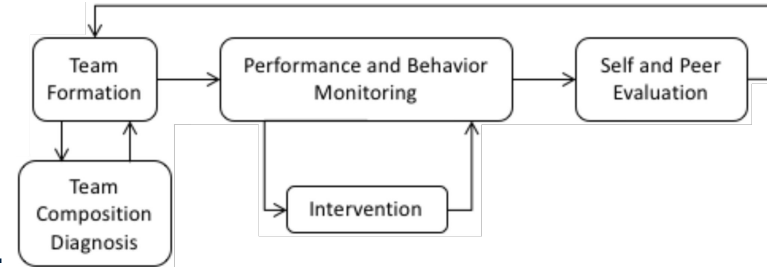 Team
Formation
Performance and Behavior
Monitoring
Self and Peer
Evaluation
Team
Composition
Diagnosis
Intervention